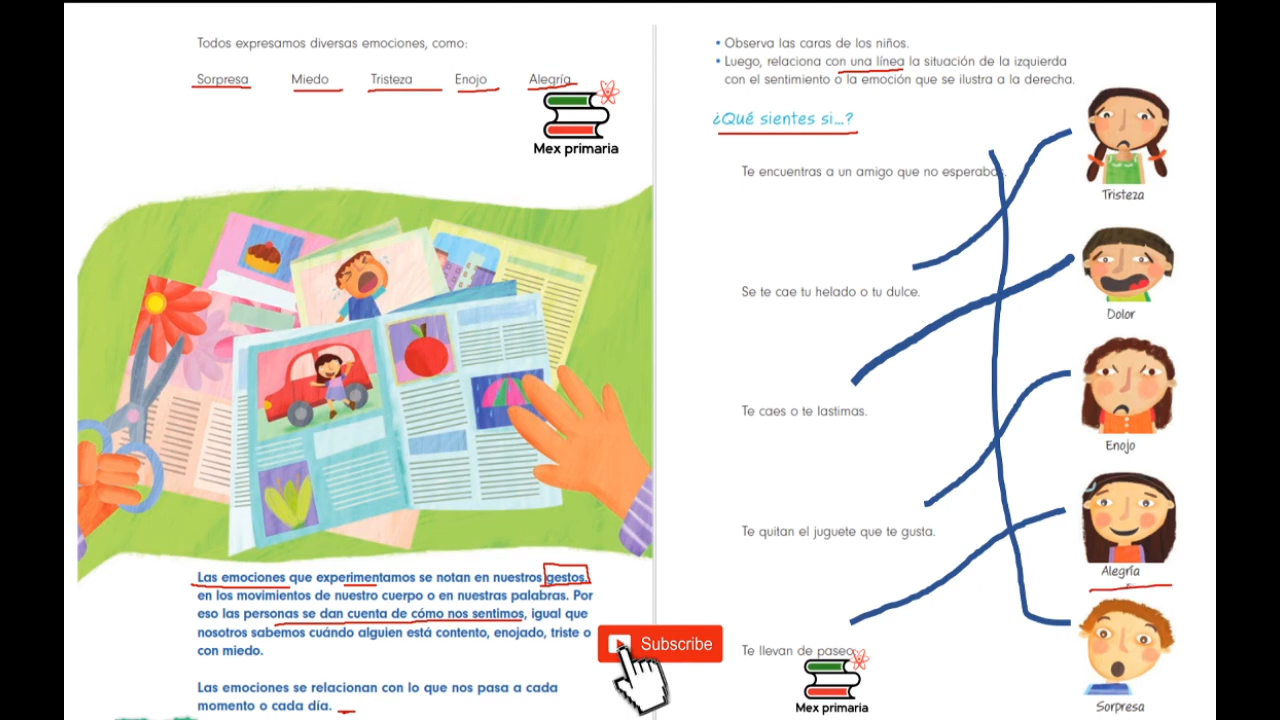 Todos expresamos diversas emociones, como:
Sorpresa Miedo Tristeza Enojo Alegría
Mex primaria
Las emociones que experimentamos se notan en nuestros gestos,
en los movimientos de nuestro cuerpo o en nuestras palabras. Por
eso las personas se dan cuenta de cómo nos sentimos, igual que
nosotros sabemos cuándo alguien está contento, enojado, triste o
con miedo.
Las emociones se relacionan con lo que nos pasa a cada
momento o cada día.
Subscribe
• Observa las caras de los niños.
• Luego, relaciona con una línea la situación de la izquierda
con el sentimiento o la emoción que se ilustra a la derecha.
¿Qué sientes si...?
Te encuentras a un amigo que no esperabas.
Se te cae tu helado o tu dulce.
Te caes o te lastimas.
Te quitan el juguete que te gusta.
Te llevan de paseo.
Mex primaria
Tristeza
Dolor
Enojo
Alegría
Sorpresa